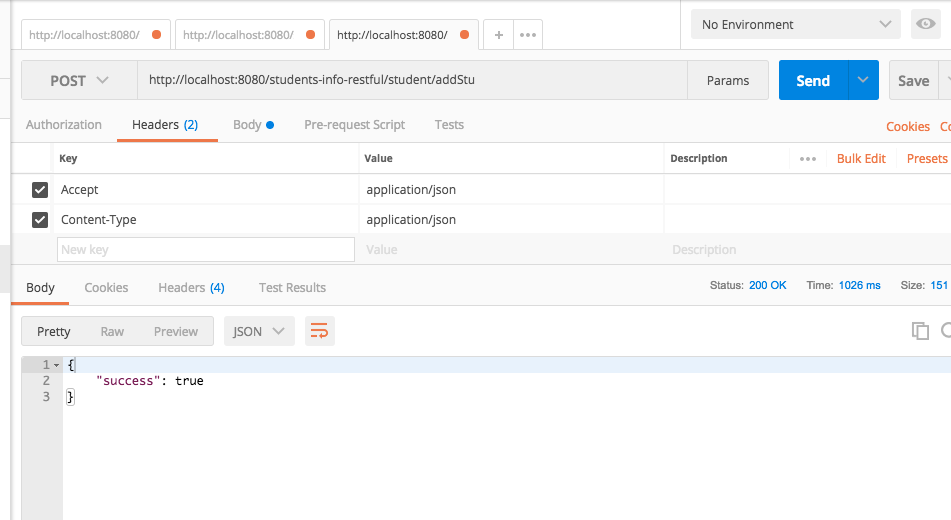 No Environment
http://localhost:8080/ http://localhost:8080/ http://localhost:8080/ + •••
POST http://localhost:8080/students-info-restful/student/addStu Params Send Save
Authorization Headers (2) Body Pre-request Script Tests Cookies
Key Value Description ••• Bulk Edit Presets
Accept application/json
Content-Type application/json
New key Value Description
Body Cookies Headers (4) Test Results Status: 200 OK Time: 1026 ms Size: 151
Pretty Raw Preview JSON
1 {
2 "success": true
3 }